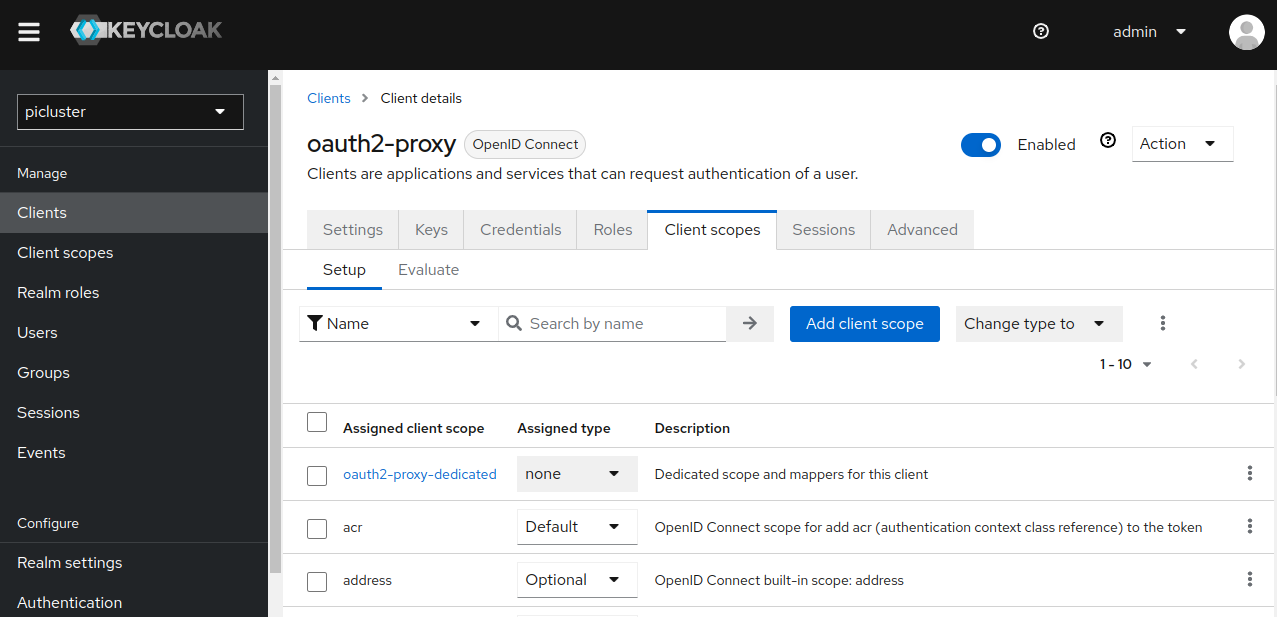 KEYCLOAK
admin
picluster
Manage
Clients
Client scopes
Realm roles
Users
Groups
Sessions
Events
Configure
Realm settings
Authentication
Clients > Client details
oauth2-proxy OpenID Connect
Enabled
Action
Clients are applications and services that can request authentication of a user.
Settings Keys Credentials Roles Client scopes Sessions Advanced
Setup Evaluate
Name Search by name Add client scope Change type to
1 - 10
Assigned client scope Assigned type Description
oauth2-proxy-dedicated none Dedicated scope and mappers for this client
acr Default OpenID Connect scope for add acr (authentication context class reference) to the token
address Optional OpenID Connect built-in scope: address